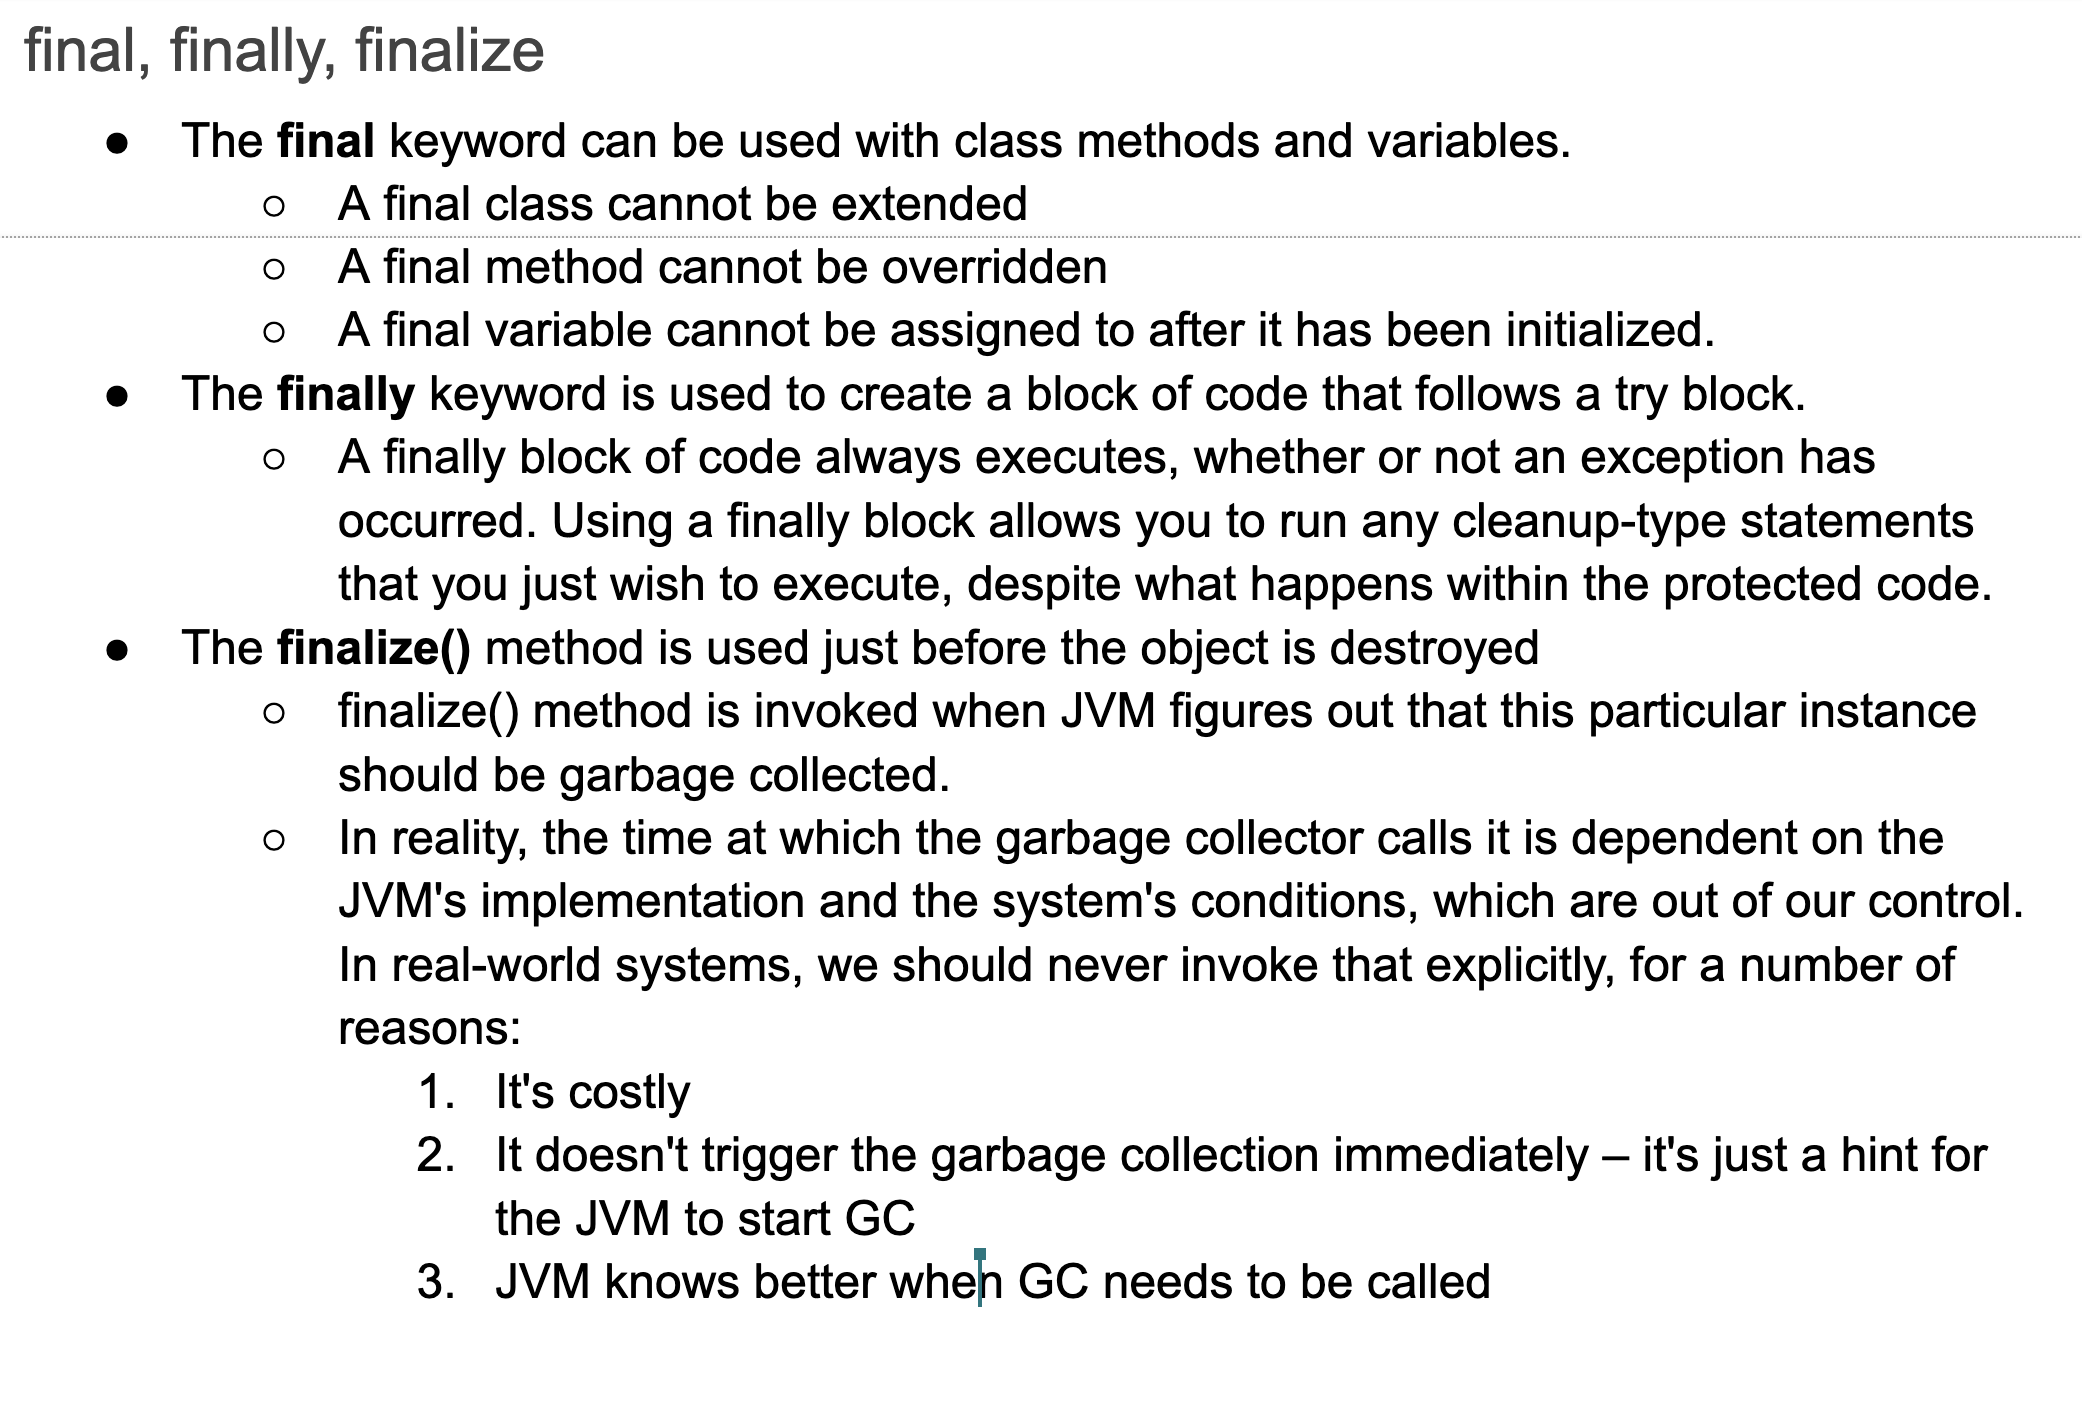 final, finally, finalize
● The final keyword can be used with class methods and variables.
○ A final class cannot be extended
○ A final method cannot be overridden
○ A final variable cannot be assigned to after it has been initialized.
● The finally keyword is used to create a block of code that follows a try block.
○ A finally block of code always executes, whether or not an exception has
occurred. Using a finally block allows you to run any cleanup-type statements
that you just wish to execute, despite what happens within the protected code.
● The finalize() method is used just before the object is destroyed
○ finalize() method is invoked when JVM figures out that this particular instance
should be garbage collected.
○ In reality, the time at which the garbage collector calls it is dependent on the
JVM's implementation and the system's conditions, which are out of our control.
In real-world systems, we should never invoke that explicitly, for a number of
reasons:
1. It's costly
2. It doesn't trigger the garbage collection immediately – it's just a hint for
the JVM to start GC
3. JVM knows better when GC needs to be called